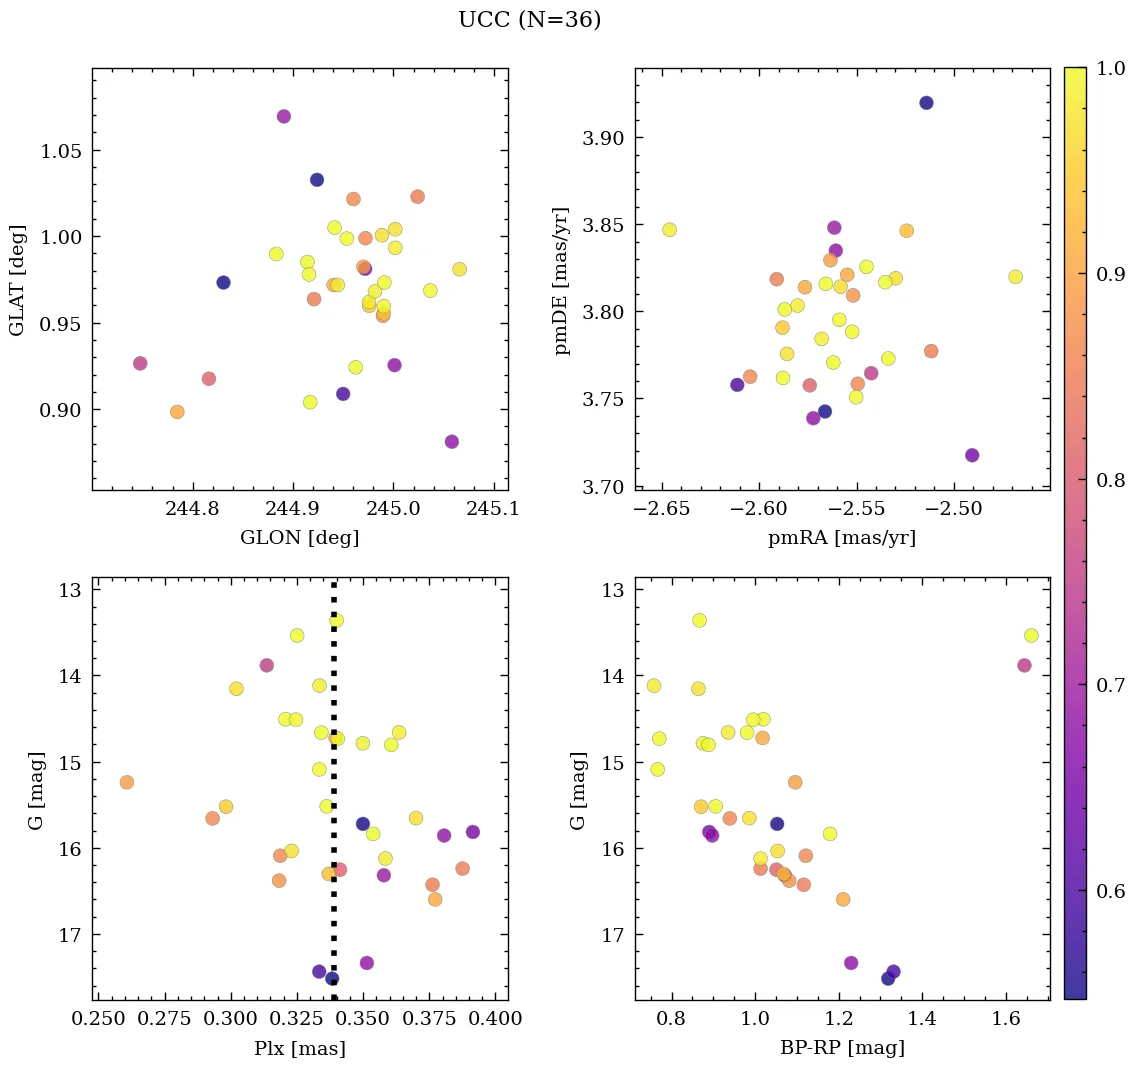 UCC (N=36)
1.05
1.00
0.95
0.90
GLAT [deg]
244.8 244.9 245.0 245.1
GLON [deg]
3.90
3.85
3.80
3.75
3.70
pmDE [mas/yr]
−2.65 −2.60 −2.55 −2.50
pmRA [mas/yr]
1.0
0.9
0.8
0.7
0.6
13
14
15
16
17
G [mag]
0.250 0.275 0.300 0.325 0.350 0.375 0.400
Plx [mas]
13
14
15
16
17
G [mag]
0.8 1.0 1.2 1.4 1.6
BP-RP [mag]